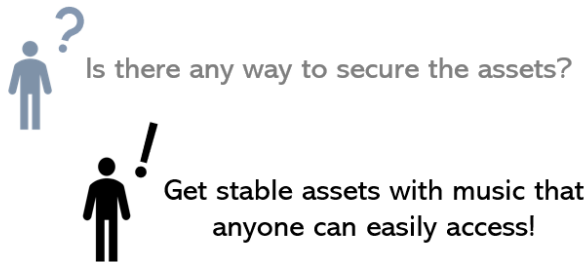 ?
Is there any way to secure the assets?
!
Get stable assets with music that
anyone can easily access!